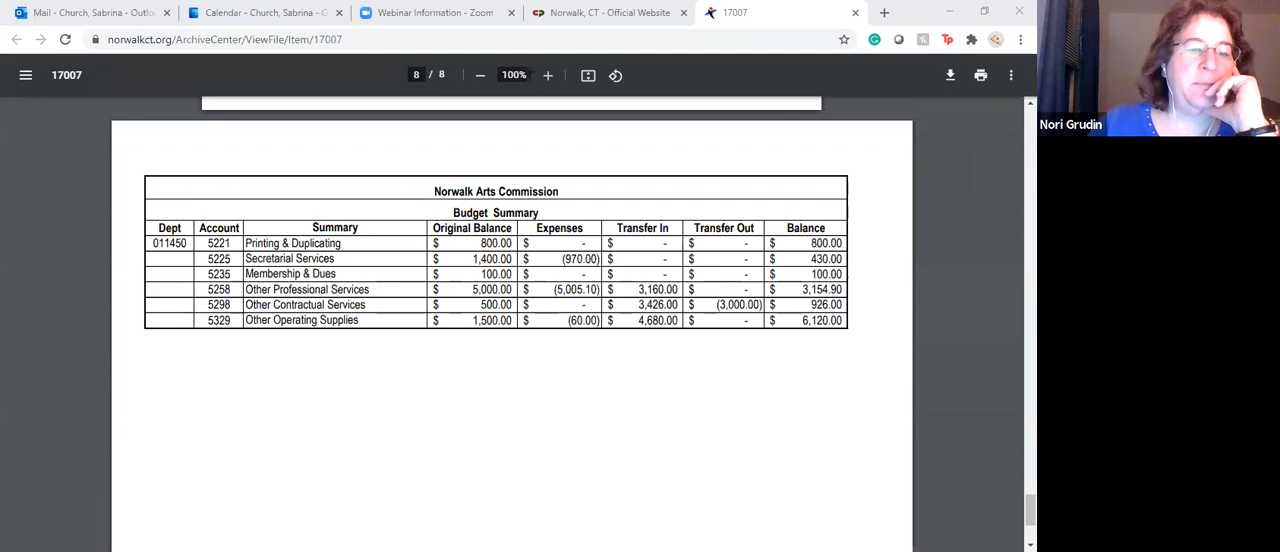 Mail - Church, Sabrina - Outlo
Calendar - Church, Sabrina - G
Webinar Information - Zoom
Norwalk, CT - Official Website
17007
norwalkct.org/ArchiveCenter/ViewFile/Item/17007
17007
8 / 8
100%
Nori Grudin
Norwalk Arts Commission
Budget Summary
Dept Account Summary Original Balance Expenses Transfer In Transfer Out Balance
011450 5221 Printing & Duplicating $ 800.00 $ - $ - $ - $ 800.00
5225 Secretarial Services $ 1,400.00 $ (970.00) $ - $ - $ 430.00
5235 Membership & Dues $ 100.00 $ - $ - $ - $ 100.00
5258 Other Professional Services $ 5,000.00 $ (5,005.10) $ 3,160.00 $ - $ 3,154.90
5298 Other Contractual Services $ 500.00 $ - $ 3,426.00 $ (3,000.00) $ 926.00
5329 Other Operating Supplies $ 1,500.00 $ (60.00) $ 4,680.00 $ - $ 6,120.00